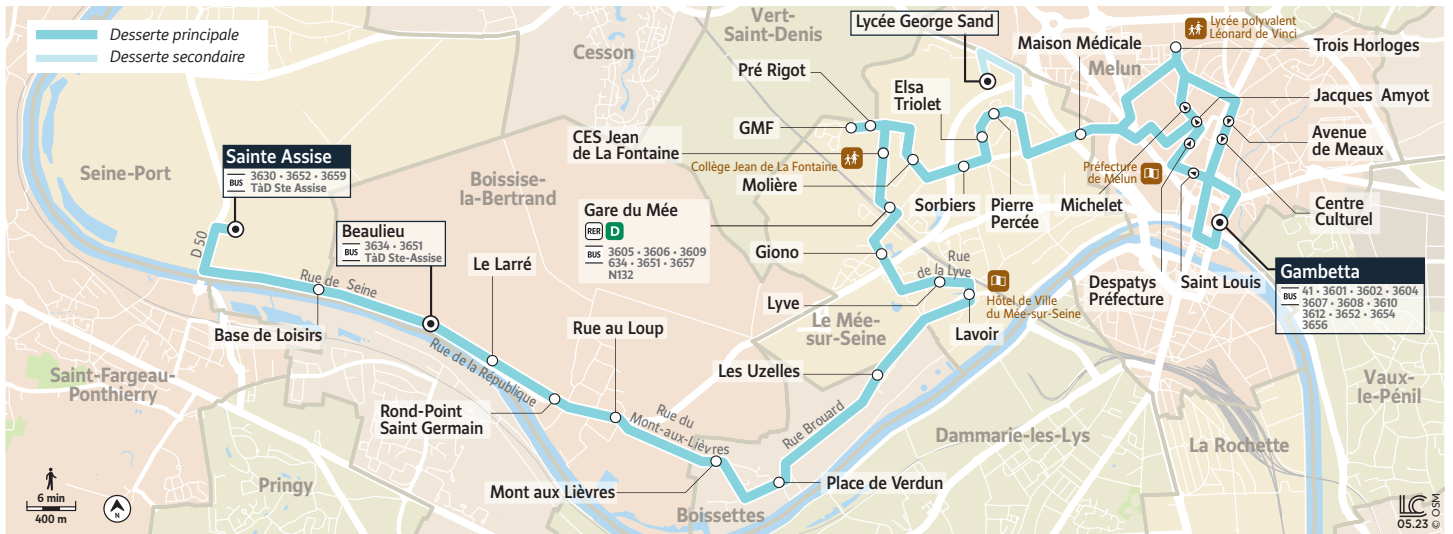 Desserte principale
Desserte secondaire
Vert-
Saint-Denis
Cesson
Lycée George Sand
Lycée polyvalent
Léonard de Vinci
Maison Médicale
Trois Horloges
Melun
Pré Rigot
Elsa
Triolet
Jacques Amyot
GMF
CES Jean
de La Fontaine
Collège Jean de La Fontaine
Avenue
de Meaux
Préfecture
de Melun
Seine-Port
Sainte Assise
BUS
3630 • 3652 • 3659
TàD Ste Assise
Boissise-
la-Bertrand
Molière
Sorbiers
Pierre
Percée
Michelet
Centre
Culturel
Gare du Mée
RER D
BUS
3605 • 3606 • 3609
634 • 3651 • 3657
N132
Beaulieu
BUS
3634 • 3651
TàD Ste-Assise
D 50
Le Larré
Giono
Rue
de la Lyve
Rue de Seine
Lyve
Hôtel de Ville
du Mée-sur-Seine
Despatys
Préfecture
Saint Louis
Gambetta
BUS
41 • 3601 • 3602 • 3604
3607 • 3608 • 3610
3612 • 3652 • 3654
3656
Base de Loisirs
Rue au Loup
Le Mée-
sur-Seine
Lavoir
Rue de la République
Saint-Fargeau-
Ponthierry
Les Uzelles
Vaux-
le-Pénil
Rond-Point
Saint Germain
Rue du
Mont-aux-Lièvres
Rue Brouard
Dammarie-les-Lys
La Rochette
6 min
400 m
N
Pringy
Mont aux Lièvres
Place de Verdun
Boissettes
LC
05.23 © OSM